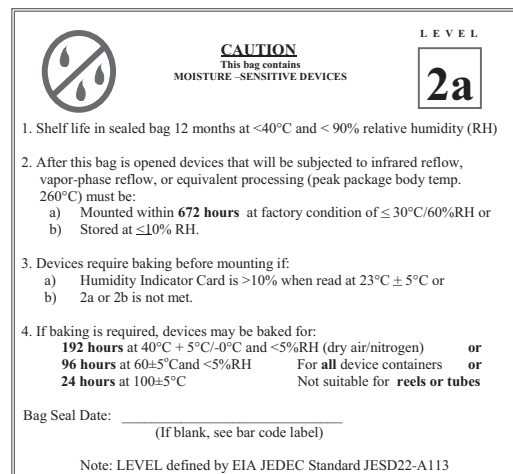 LEVEL
CAUTION
This bag contains
MOISTURE –SENSITIVE DEVICES
2a
1. Shelf life in sealed bag 12 months at <40°C and < 90% relative humidity (RH)
2. After this bag is opened devices that will be subjected to infrared reflow,
vapor-phase reflow, or equivalent processing (peak package body temp.
260°C) must be:
a) Mounted within 672 hours at factory condition of ≤ 30°C/60%RH or
b) Stored at ≤10% RH.
3. Devices require baking before mounting if:
a) Humidity Indicator Card is >10% when read at 23°C ± 5°C or
b) 2a or 2b is not met.
4. If baking is required, devices may be baked for:
192 hours at 40°C + 5°C/-0°C and <5%RH (dry air/nitrogen) or
96 hours at 60±5°Cand <5%RH For all device containers or
24 hours at 100±5°C Not suitable for reels or tubes
Bag Seal Date: ______________________________
(If blank, see bar code label)
Note: LEVEL defined by EIA JEDEC Standard JESD22-A113